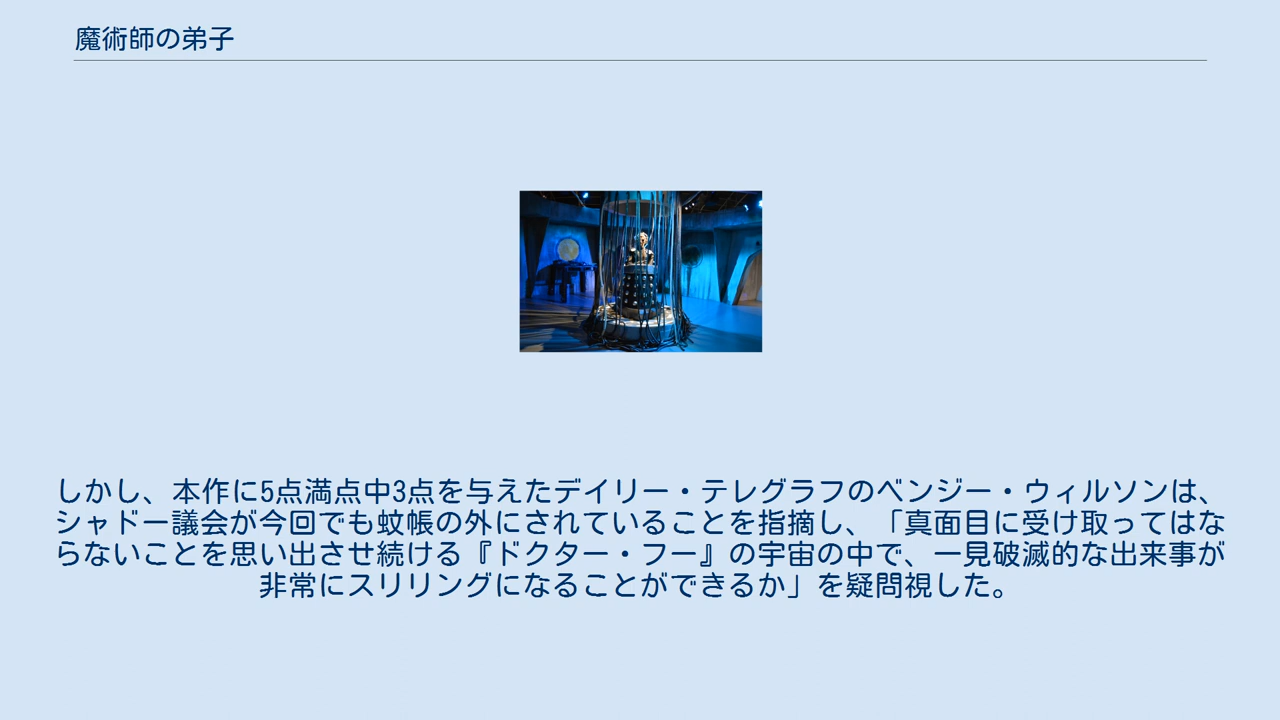 魔術師の弟子
しかし、本作に5点満点中3点を与えたデイリー・テレグラフのベンジー・ウィルソンは、
シャドー議会が今回でも蚊帳の外にされていることを指摘し、「真面目に受け取ってはな
らないことを思い出させ続ける『ドクター・フー』の宇宙の中で、一見破滅的な出来事が
非常にスリリングになることができるか」を疑問視した。